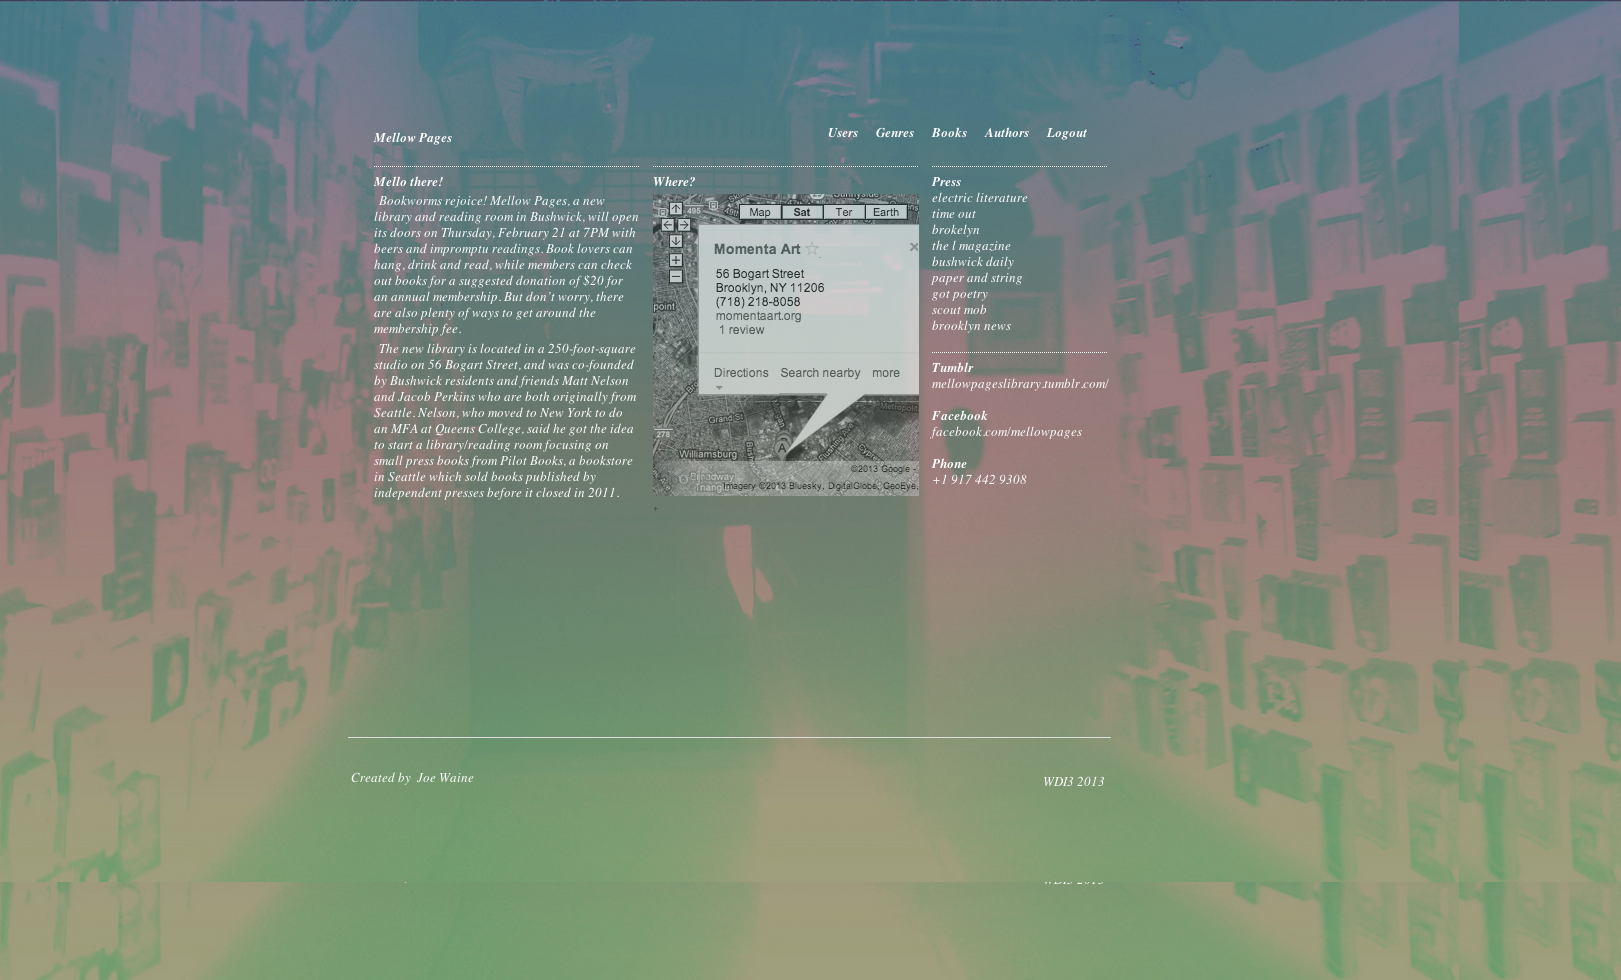 Mellow Pages
Users Genres Books Authors Logout
Mello there!
Bookworms rejoice! Mellow Pages, a new
library and reading room in Bushwick, will open
its doors on Thursday, February 21 at 7PM with
beers and impromptu readings. Book lovers can
hang, drink and read, while members can check
out books for a suggested donation of $20 for
an annual membership. But don't worry, there
are also plenty of ways to get around the
membership fee.
The new library is located in a 250-foot-square
studio on 56 Bogart Street, and was co-founded
by Bushwick residents and friends Matt Nelson
and Jacob Perkins who are both originally from
Seattle. Nelson, who moved to New York to do
an MFA at Queens College, said he got the idea
to start a library/reading room focusing on
small press books from Pilot Books, a bookstore
in Seattle which sold books published by
independent presses before it closed in 2011.
Where?
Sunnyside
495
Map Sat Ter Earth
Momenta Art
56 Bogart Street
Brooklyn, NY 11206
(718) 218-8058
momentaart.org
1 review
point
Directions Search nearby more
Metropolit
Grand St
278
Williamsburg
A
Broadway
Triangl
©2013 Google -
Imagery ©2013 Bluesky, DigitalGlobe, GeoEye,
Press
electric literature
time out
brokelyn
the l magazine
bushwick daily
paper and string
got poetry
scout mob
brooklyn news
Tumblr
mellowpageslibrary.tumblr.com/
Facebook
facebook.com/mellowpages
Phone
+1 917 442 9308
Created by Joe Waine
WDI3 2013